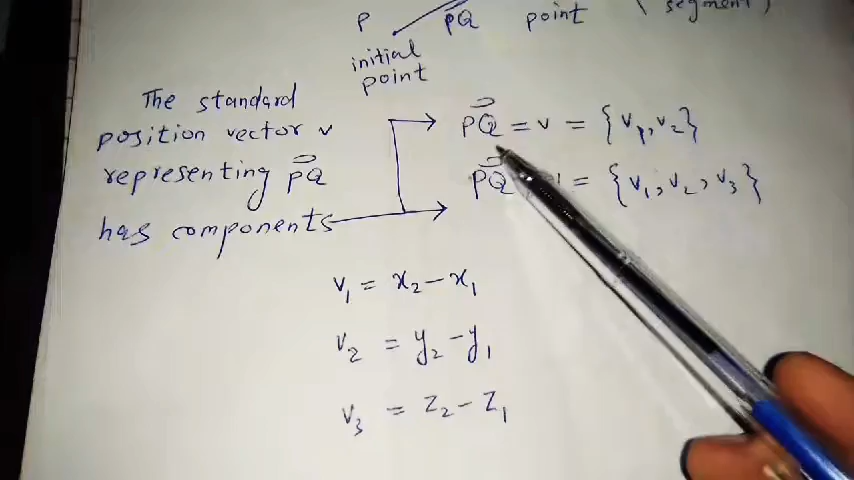 P PQ point (segment)
initial
point
The standard
position vector v
representing PQ
has components
PQ = v = {v1, v2}
PQ = {v1, v2, v3}
v1 = x2 - x1
v2 = y2 - y1
v3 = z2 - z1